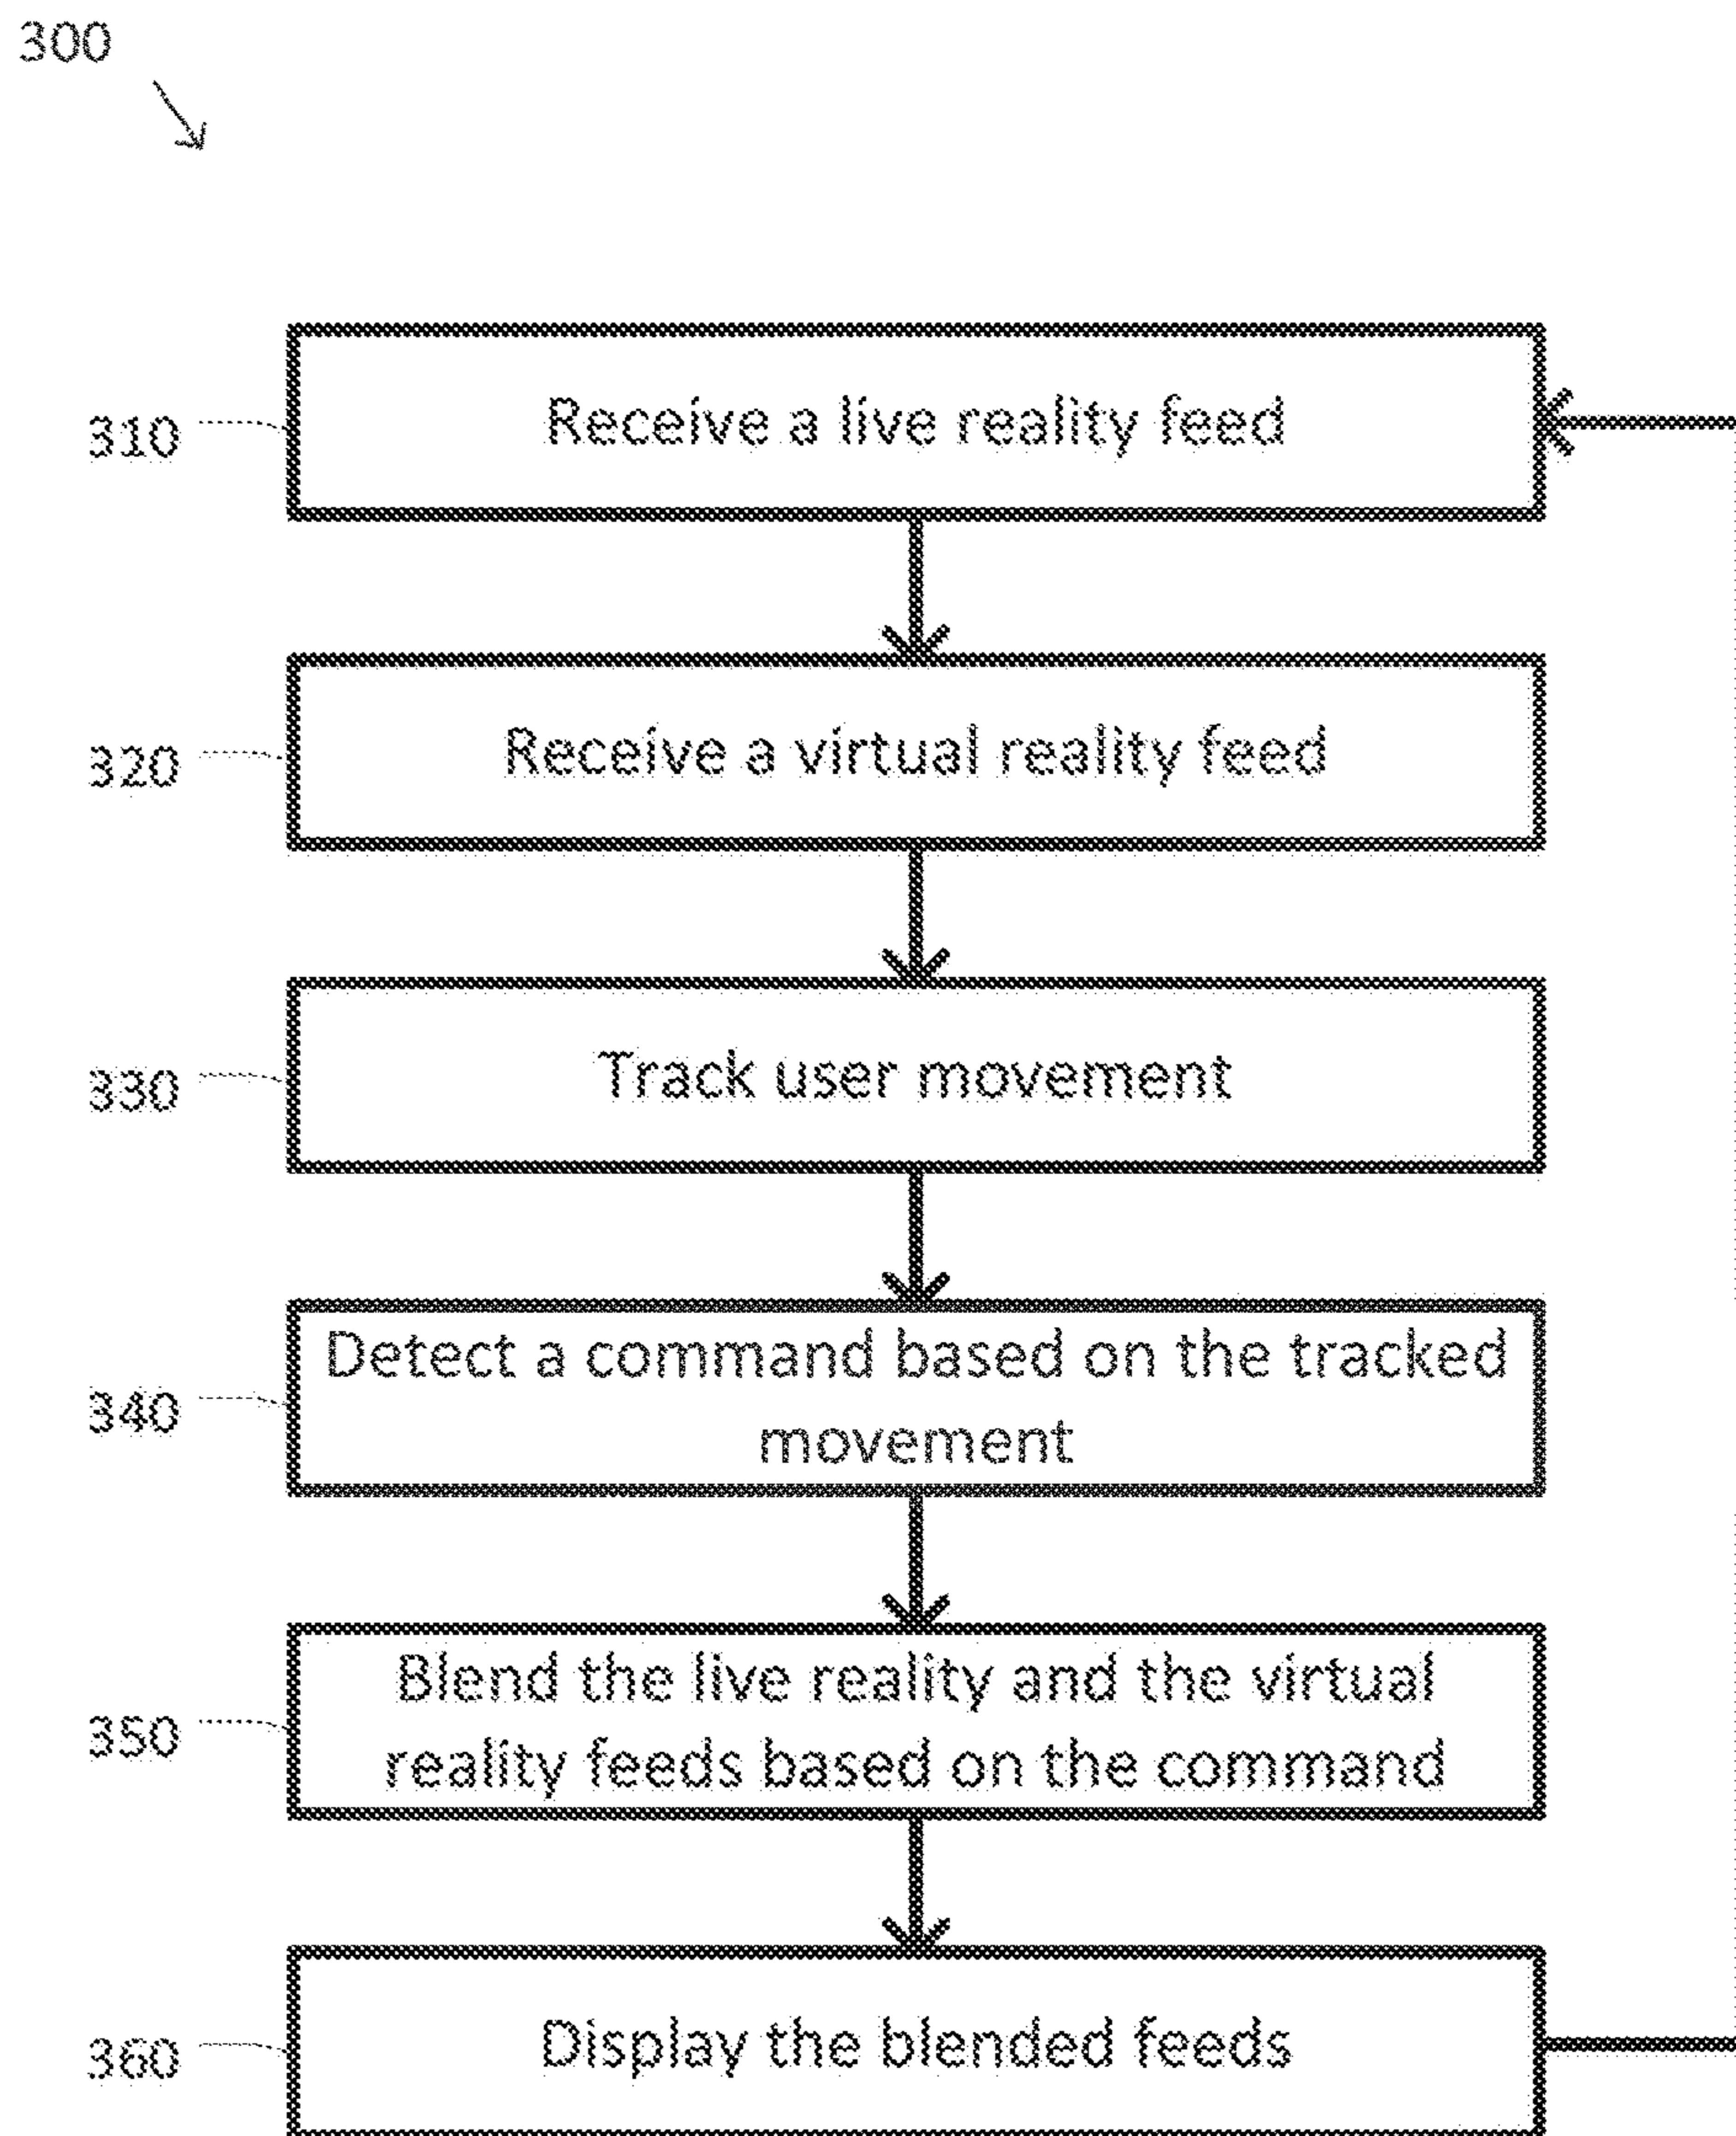 300
310
Receive a live reality feed
320
Receive a virtual reality feed
330
Track user movement
340
Detect a command based on the tracked
movement
350
Blend the live reality and the virtual
reality feeds based on the command
360
Display the blended feeds